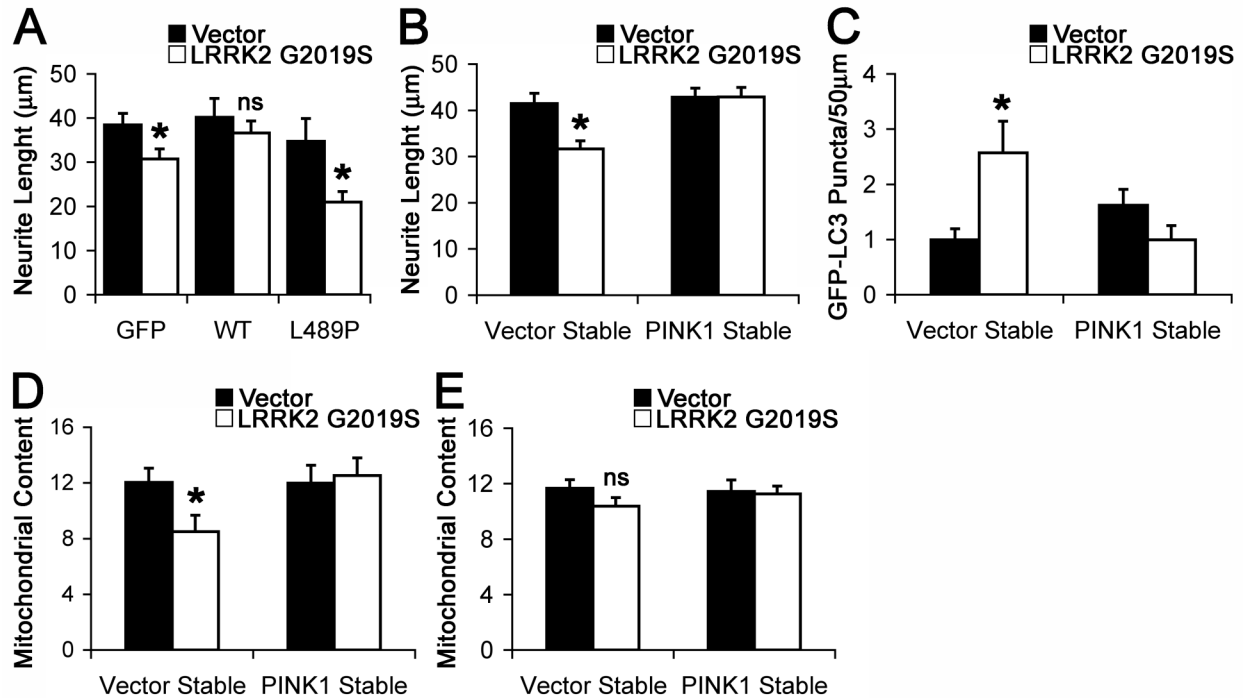 A
Vector
LRRK2 G2019S
Neurite Lenght (μm)
50
40
30
20
10
0
*
ns
*
GFP
WT
L489P
B
Vector
LRRK2 G2019S
Neurite Lenght (μm)
50
40
30
20
10
0
*
Vector Stable
PINK1 Stable
C
Vector
LRRK2 G2019S
GFP-LC3 Puncta/50μm
4
3
2
1
0
*
Vector Stable
PINK1 Stable
D
Vector
LRRK2 G2019S
Mitochondrial Content
16
12
8
4
0
*
Vector Stable
PINK1 Stable
E
Vector
LRRK2 G2019S
Mitochondrial Content
16
12
8
4
0
ns
Vector Stable
PINK1 Stable